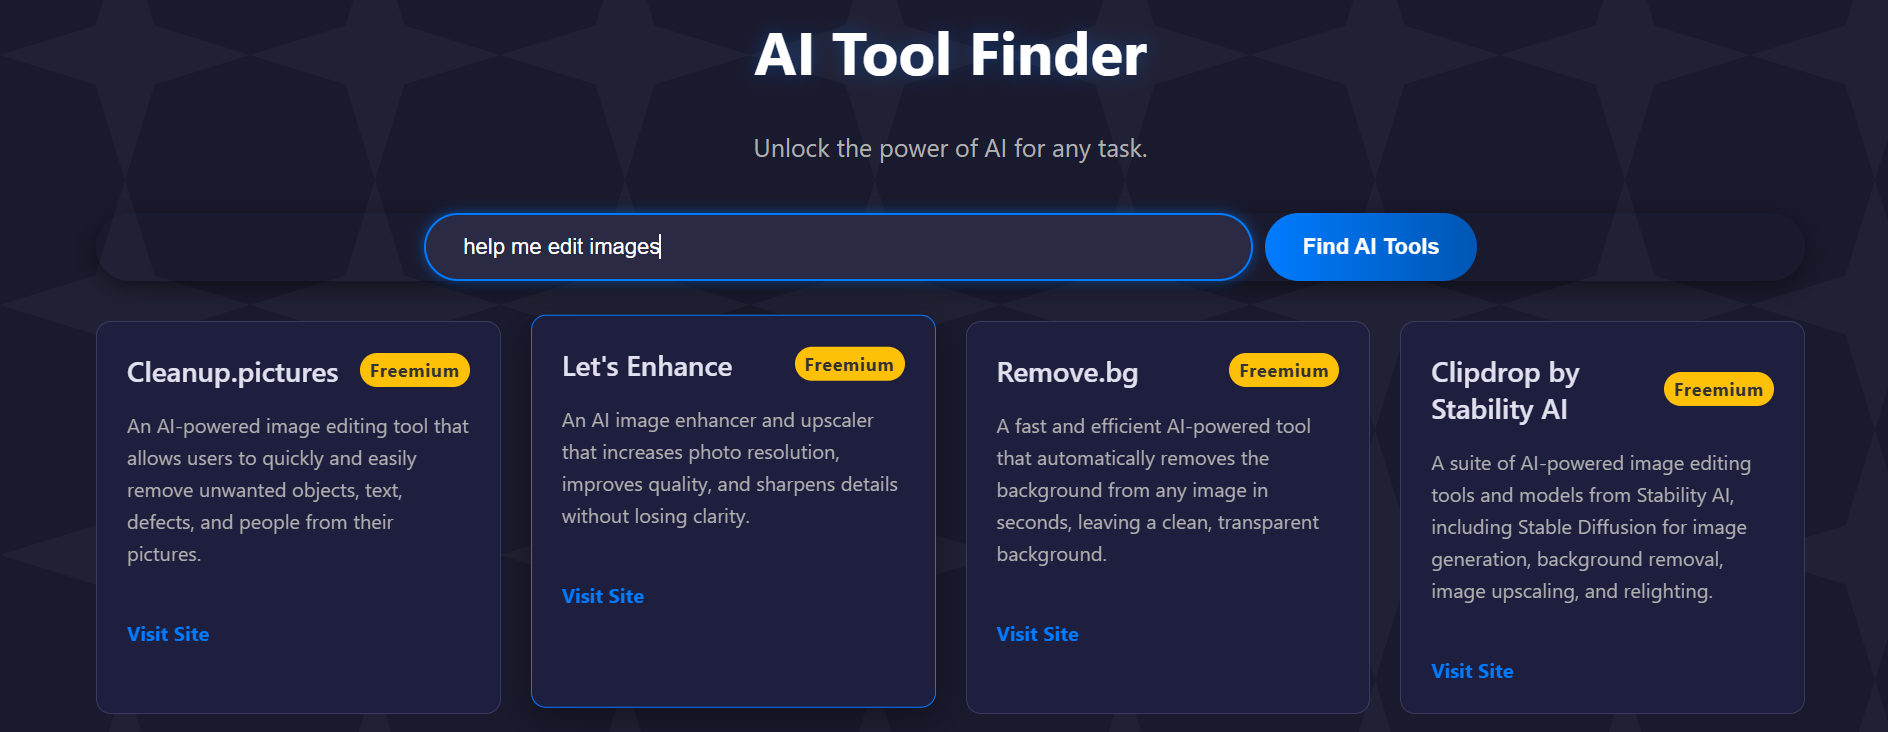 AI Tool Finder
Unlock the power of AI for any task.
help me edit images
Find AI Tools
Cleanup.pictures
Freemium
An AI-powered image editing tool that
allows users to quickly and easily
remove unwanted objects, text,
defects, and people from their
pictures.
Visit Site
Let's Enhance
Freemium
An AI image enhancer and upscaler
that increases photo resolution,
improves quality, and sharpens details
without losing clarity.
Visit Site
Remove.bg
Freemium
A fast and efficient AI-powered tool
that automatically removes the
background from any image in
seconds, leaving a clean, transparent
background.
Visit Site
Clipdrop by
Stability AI
Freemium
A suite of AI-powered image editing
tools and models from Stability AI,
including Stable Diffusion for image
generation, background removal,
image upscaling, and relighting.
Visit Site